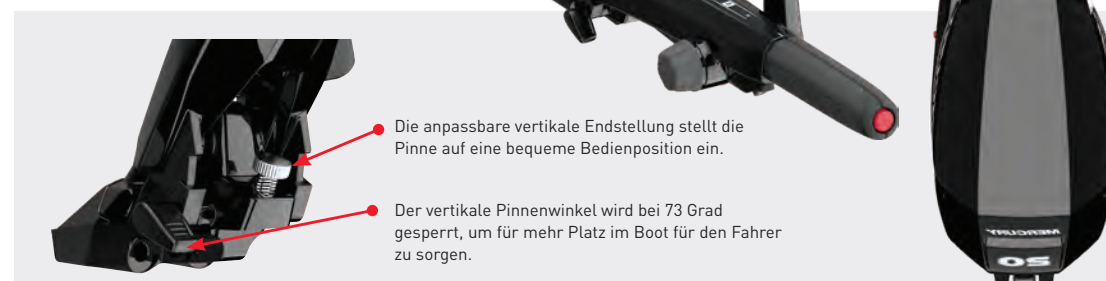 Die anpassbare vertikale Endstellung stellt die
Pinne auf eine bequeme Bedienposition ein.
Der vertikale Pinnenwinkel wird bei 73 Grad
gesperrt, um für mehr Platz im Boot für den Fahrer
zu sorgen.
MERCURY
50